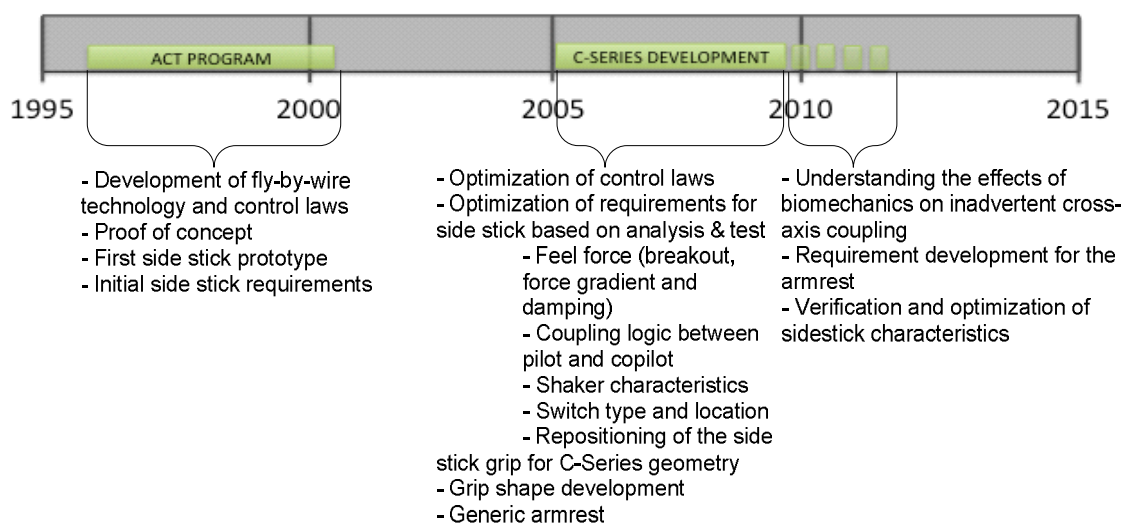 ACT PROGRAM
C-SERIES DEVELOPMENT
1995
2000
2005
2010
2015
- Development of fly-by-wire
technology and control laws
- Proof of concept
- First side stick prototype
- Initial side stick requirements
- Optimization of control laws
- Optimization of requirements for
side stick based on analysis & test
- Feel force (breakout,
force gradient and
damping)
- Coupling logic between
pilot and copilot
- Shaker characteristics
- Switch type and location
- Repositioning of the side
stick grip for C-Series geometry
- Grip shape development
- Generic armrest
- Understanding the effects of
biomechanics on inadvertent cross-
axis coupling
- Requirement development for the
armrest
- Verification and optimization of
sidestick characteristics